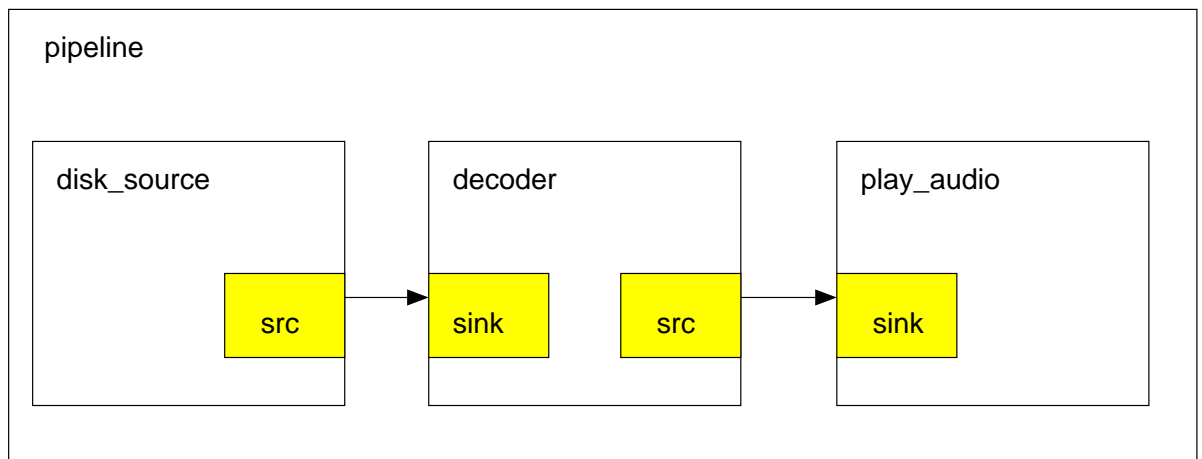 pipeline
disk_source
decoder
play_audio
src
sink
src
sink